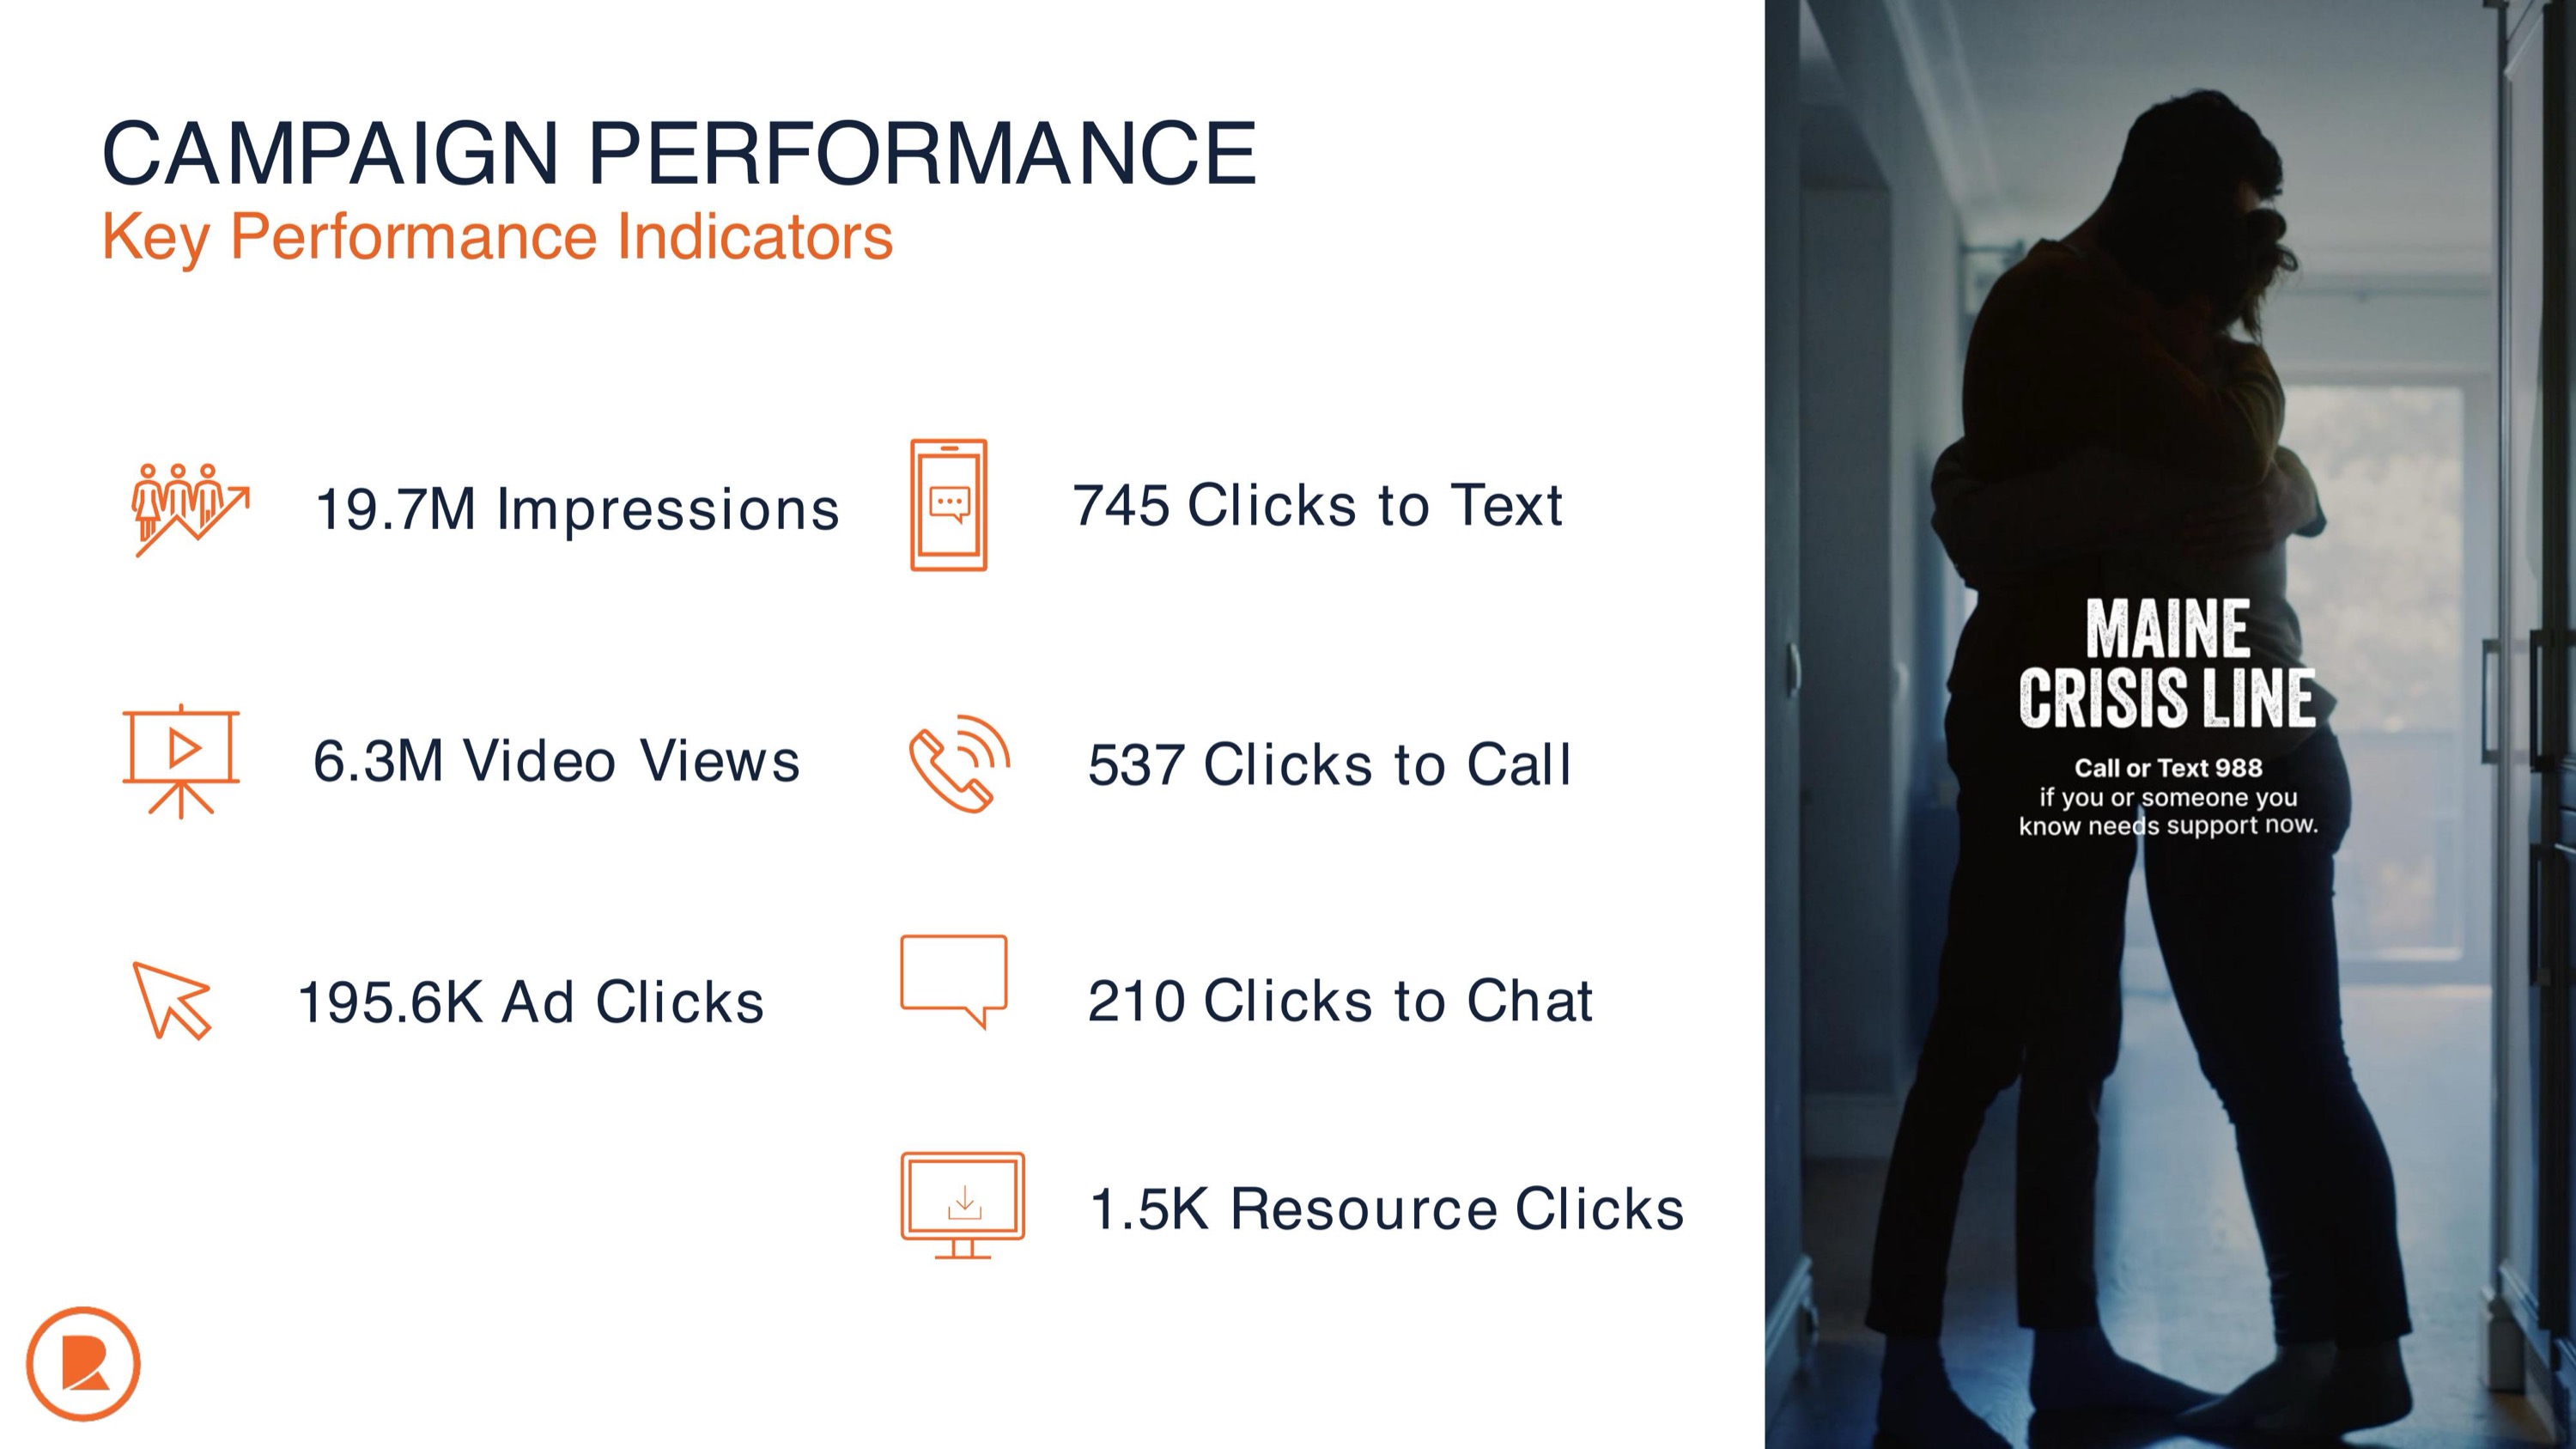 CAMPAIGN PERFORMANCE
Key Performance Indicators
19.7M Impressions
6.3M Video Views
195.6K Ad Clicks
745 Clicks to Text
537 Clicks to Call
210 Clicks to Chat
1.5K Resource Clicks
MAINE
CRISIS LINE
Call or Text 988
if you or someone you
know needs support now.
R